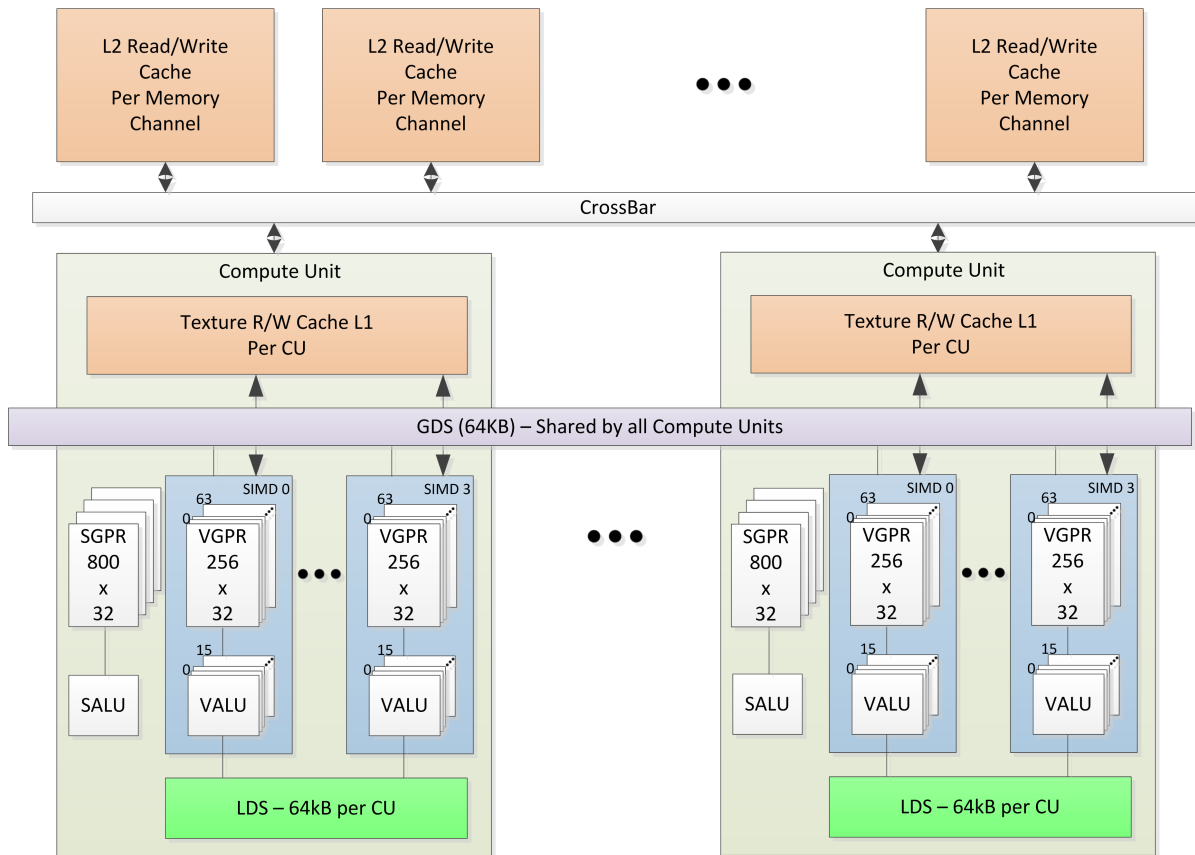 L2 Read/Write
Cache
Per Memory
Channel
L2 Read/Write
Cache
Per Memory
Channel
L2 Read/Write
Cache
Per Memory
Channel
CrossBar
Compute Unit
Texture R/W Cache L1
Per CU
Compute Unit
Texture R/W Cache L1
Per CU
GDS (64KB) – Shared by all Compute Units
SGPR
800
x
32
SALU
SIMD 0
63
0
VGPR
256
x
32
15
0
VALU
SIMD 3
63
0
VGPR
256
x
32
15
0
VALU
LDS – 64kB per CU
SGPR
800
x
32
SALU
SIMD 0
63
0
VGPR
256
x
32
15
0
VALU
SIMD 3
63
0
VGPR
256
x
32
15
0
VALU
LDS – 64kB per CU